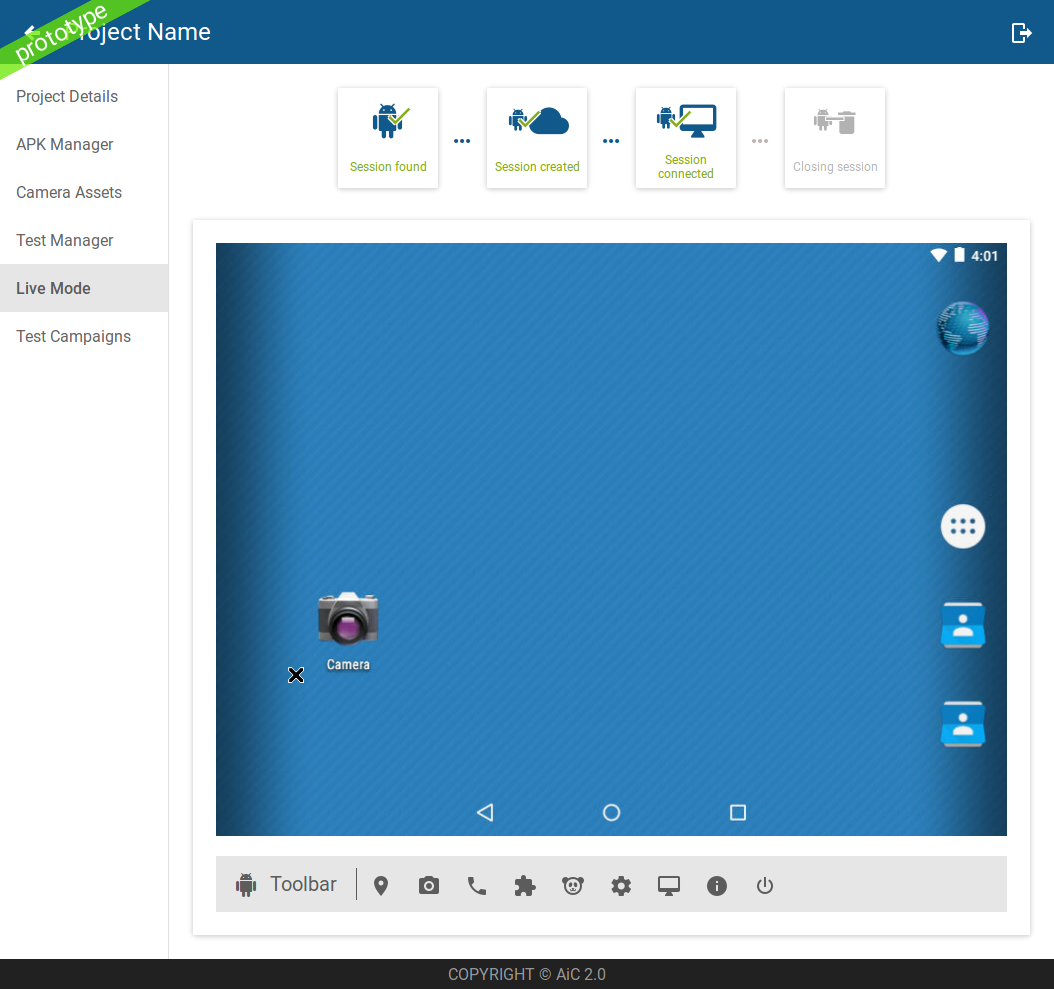 prototype
Project Name
Project Details
APK Manager
Camera Assets
Test Manager
Live Mode
Test Campaigns
Session found
Session created
Session
connected
Closing session
4:01
Camera
Toolbar
COPYRIGHT © AiC 2.0